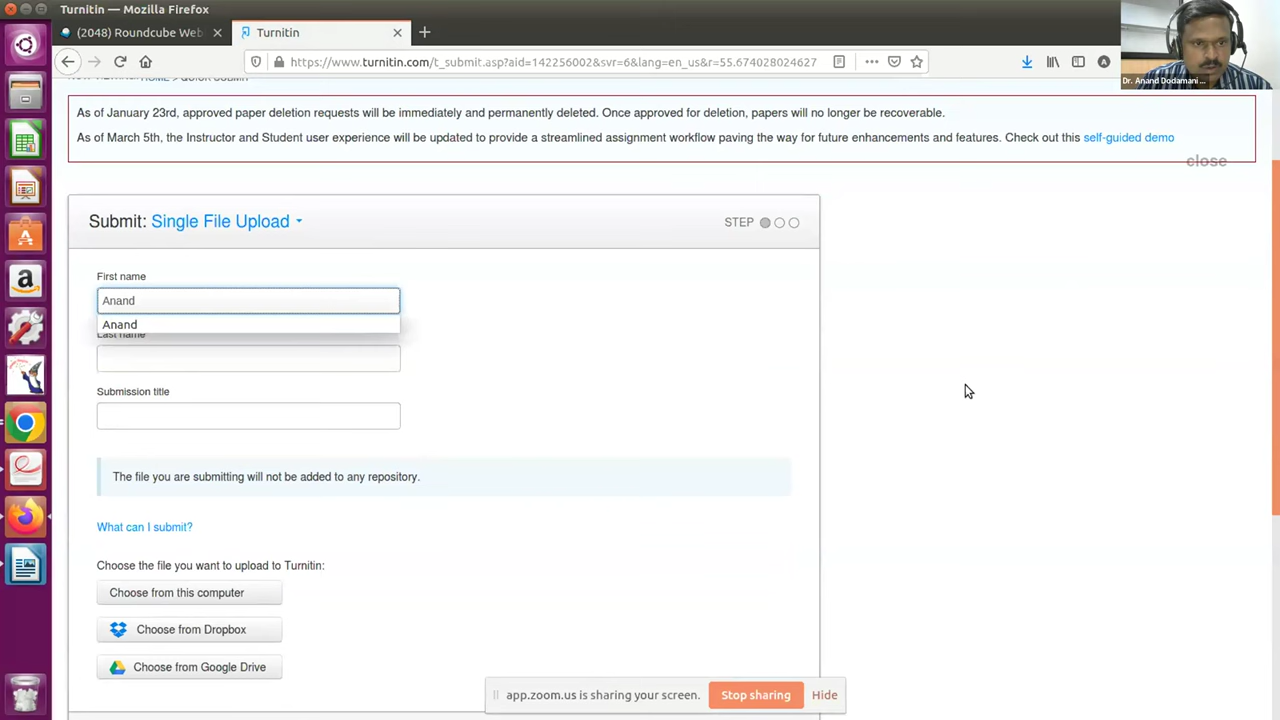 Turnitin — Mozilla Firefox
(2048) Roundcube Web
Turnitin
https://www.turnitin.com/t_submit.asp?aid=142256002&svr=6&lang=en_us&r=55.674028024627
Dr. Anand Dodamani ...
As of January 23rd, approved paper deletion requests will be immediately and permanently deleted. Once approved for deletion, papers will no longer be recoverable.
As of March 5th, the Instructor and Student user experience will be updated to provide a streamlined assignment workflow paving the way for future enhancements and features. Check out this self-guided demo
close
Submit: Single File Upload
STEP
First name
Anand
Anand
Last name
Submission title
The file you are submitting will not be added to any repository.
What can I submit?
Choose the file you want to upload to Turnitin:
Choose from this computer
Choose from Dropbox
Choose from Google Drive
app.zoom.us is sharing your screen.
Stop sharing
Hide